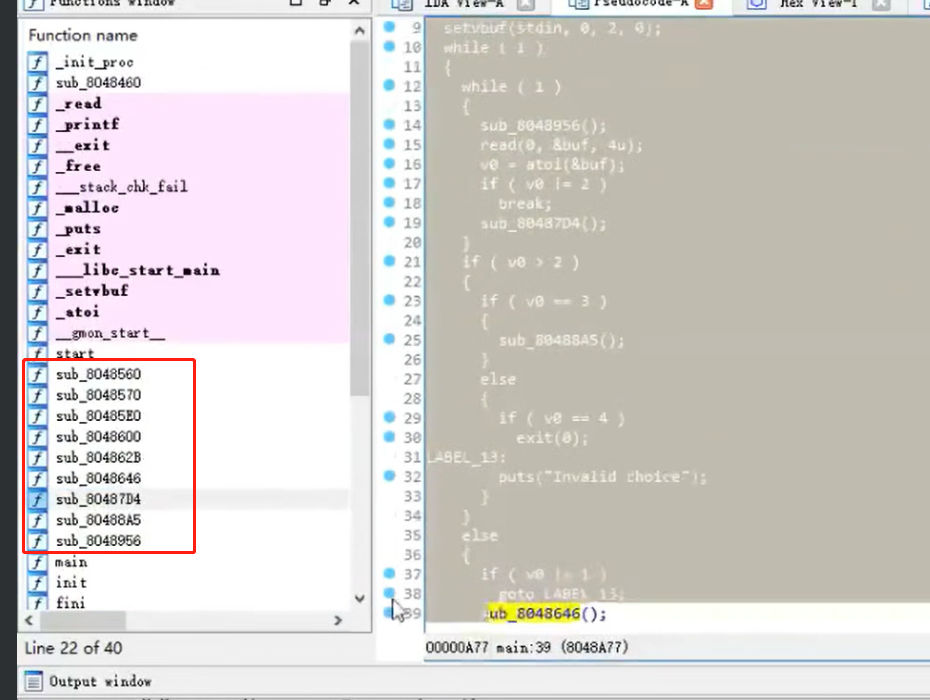 Functions window
Function name
_init_proc
sub_8048460
_read
_printf
__exit
_free
___stack_chk_fail
_malloc
_puts
_exit
___libc_start_main
_setvbuf
_atoi
__gmon_start__
start
sub_8048560
sub_8048570
sub_80485E0
sub_8048600
sub_804862B
sub_8048646
sub_80487D4
sub_80488A5
sub_8048956
main
init
fini
Line 22 of 40
IDA View-A
Pseudocode-A
Hex View-1
9 setvbuf(stdin, 0, 2, 0);
10 while ( 1 )
11 {
12 while ( 1 )
13 {
14 sub_8048956();
15 read(0, &buf, 4u);
16 v0 = atoi(&buf);
17 if ( v0 != 2 )
18 break;
19 sub_80487D4();
20 }
21 if ( v0 > 2 )
22 {
23 if ( v0 == 3 )
24 {
25 sub_80488A5();
26 }
27 else
28 {
29 if ( v0 == 4 )
30 exit(0);
31 LABEL_13:
32 puts("Invalid choice");
33 }
34 }
35 else
36 {
37 if ( v0 != 1 )
38 goto LABEL_13;
39 sub_8048646();
00000A77 main:39 (8048A77)
Output window